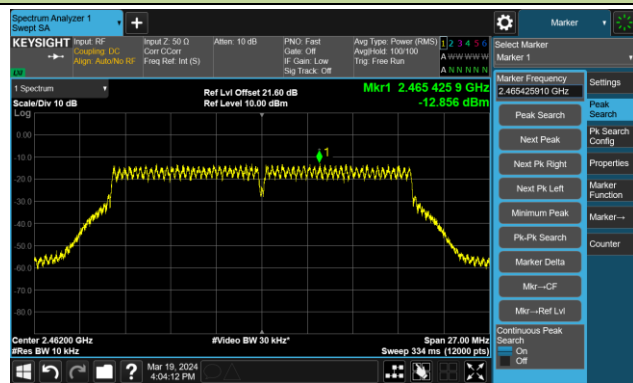 Spectrum Analyzer 1
Swept SA
Marker
KEYSIGHT
Input: RF
Coupling: DC
Align: Auto/No RF
Input Z: 50 Ω
Corr CCorr
Freq Ref: Int (S)
Atten: 10 dB
PNO: Fast
Gate: Off
IF Gain: Low
Sig Track: Off
Avg Type: Power (RMS)
Avg|Hold: 100/100
Trig: Free Run
1 2 3 4 5 6
A W W W W W
A N N N N N
LXI
Select Marker
Marker 1
1 Spectrum
Scale/Div 10 dB
Log
Ref Lvl Offset 21.60 dB
Ref Level 10.00 dBm
Mkr1 2.465 425 9 GHz
-12.856 dBm
0.00
-10.0
-20.0
-30.0
-40.0
-50.0
-60.0
-70.0
-80.0
1
Center 2.46200 GHz
#Res BW 10 kHz
#Video BW 30 kHz*
Span 27.00 MHz
Sweep 334 ms (12000 pts)
Marker Frequency
2.465425910 GHz
Peak Search
Next Peak
Next Pk Right
Next Pk Left
Minimum Peak
Pk-Pk Search
Marker Delta
Mkr→CF
Mkr→Ref Lvl
Continuous Peak
Search
On
Off
Settings
Peak
Search
Pk Search
Config
Properties
Marker
Function
Marker→
Counter
?
Mar 19, 2024
4:04:12 PM